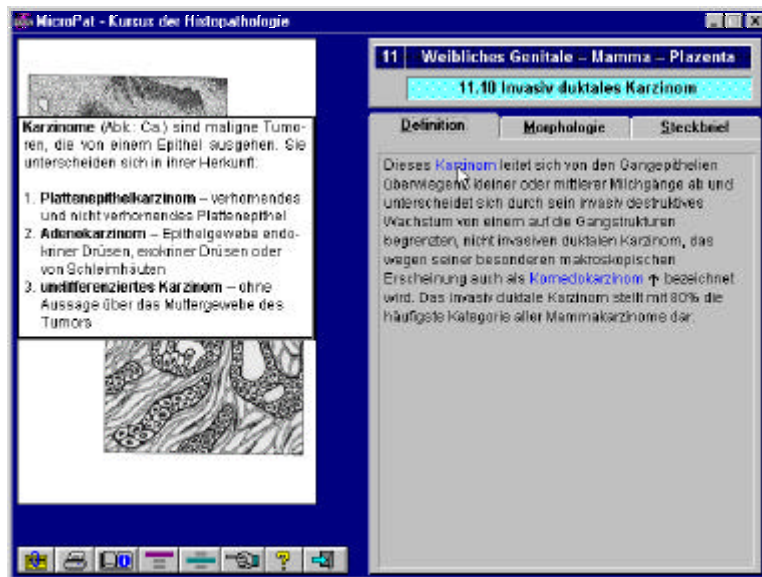 MicroPat - Kursus der Histopathologie
Karzinome (Abk.: Ca.) sind maligne Tumo-
ren, die von einem Epithel ausgehen. Sie
unterscheiden sich in ihrer Herkunft:
1. Plattenepithelkarzinom – verhornendes
und nicht verhornendes Plattenepithel
2. Adenokarzinom – Epithelgewebe endo-
kriner Drüsen, exokriner Drüsen oder
von Schleimhäuten
3. undifferenziertes Karzinom – ohne
Aussage über das Muttergewebe des
Tumors
11 Weibliches Genitale – Mamma – Plazenta
11.10 Invasiv duktales Karzinom
Definition Morphologie Steckbrief
Dieses Karzinom leitet sich von den Gangepithelien
überwiegend kleiner oder mittlerer Milchgänge ab und
unterscheidet sich durch sein invasiv destruktives
Wachstum von einem auf die Gangstrukturen
begrenzten, nicht invasiven duktalen Karzinom, das
wegen seiner besonderen makroskopischen
Erscheinung auch als Komedokarzinom ↑ bezeichnet
wird. Das invasiv duktale Karzinom stellt mit 80% die
häufigste Kategorie aller Mammakarzinome dar.